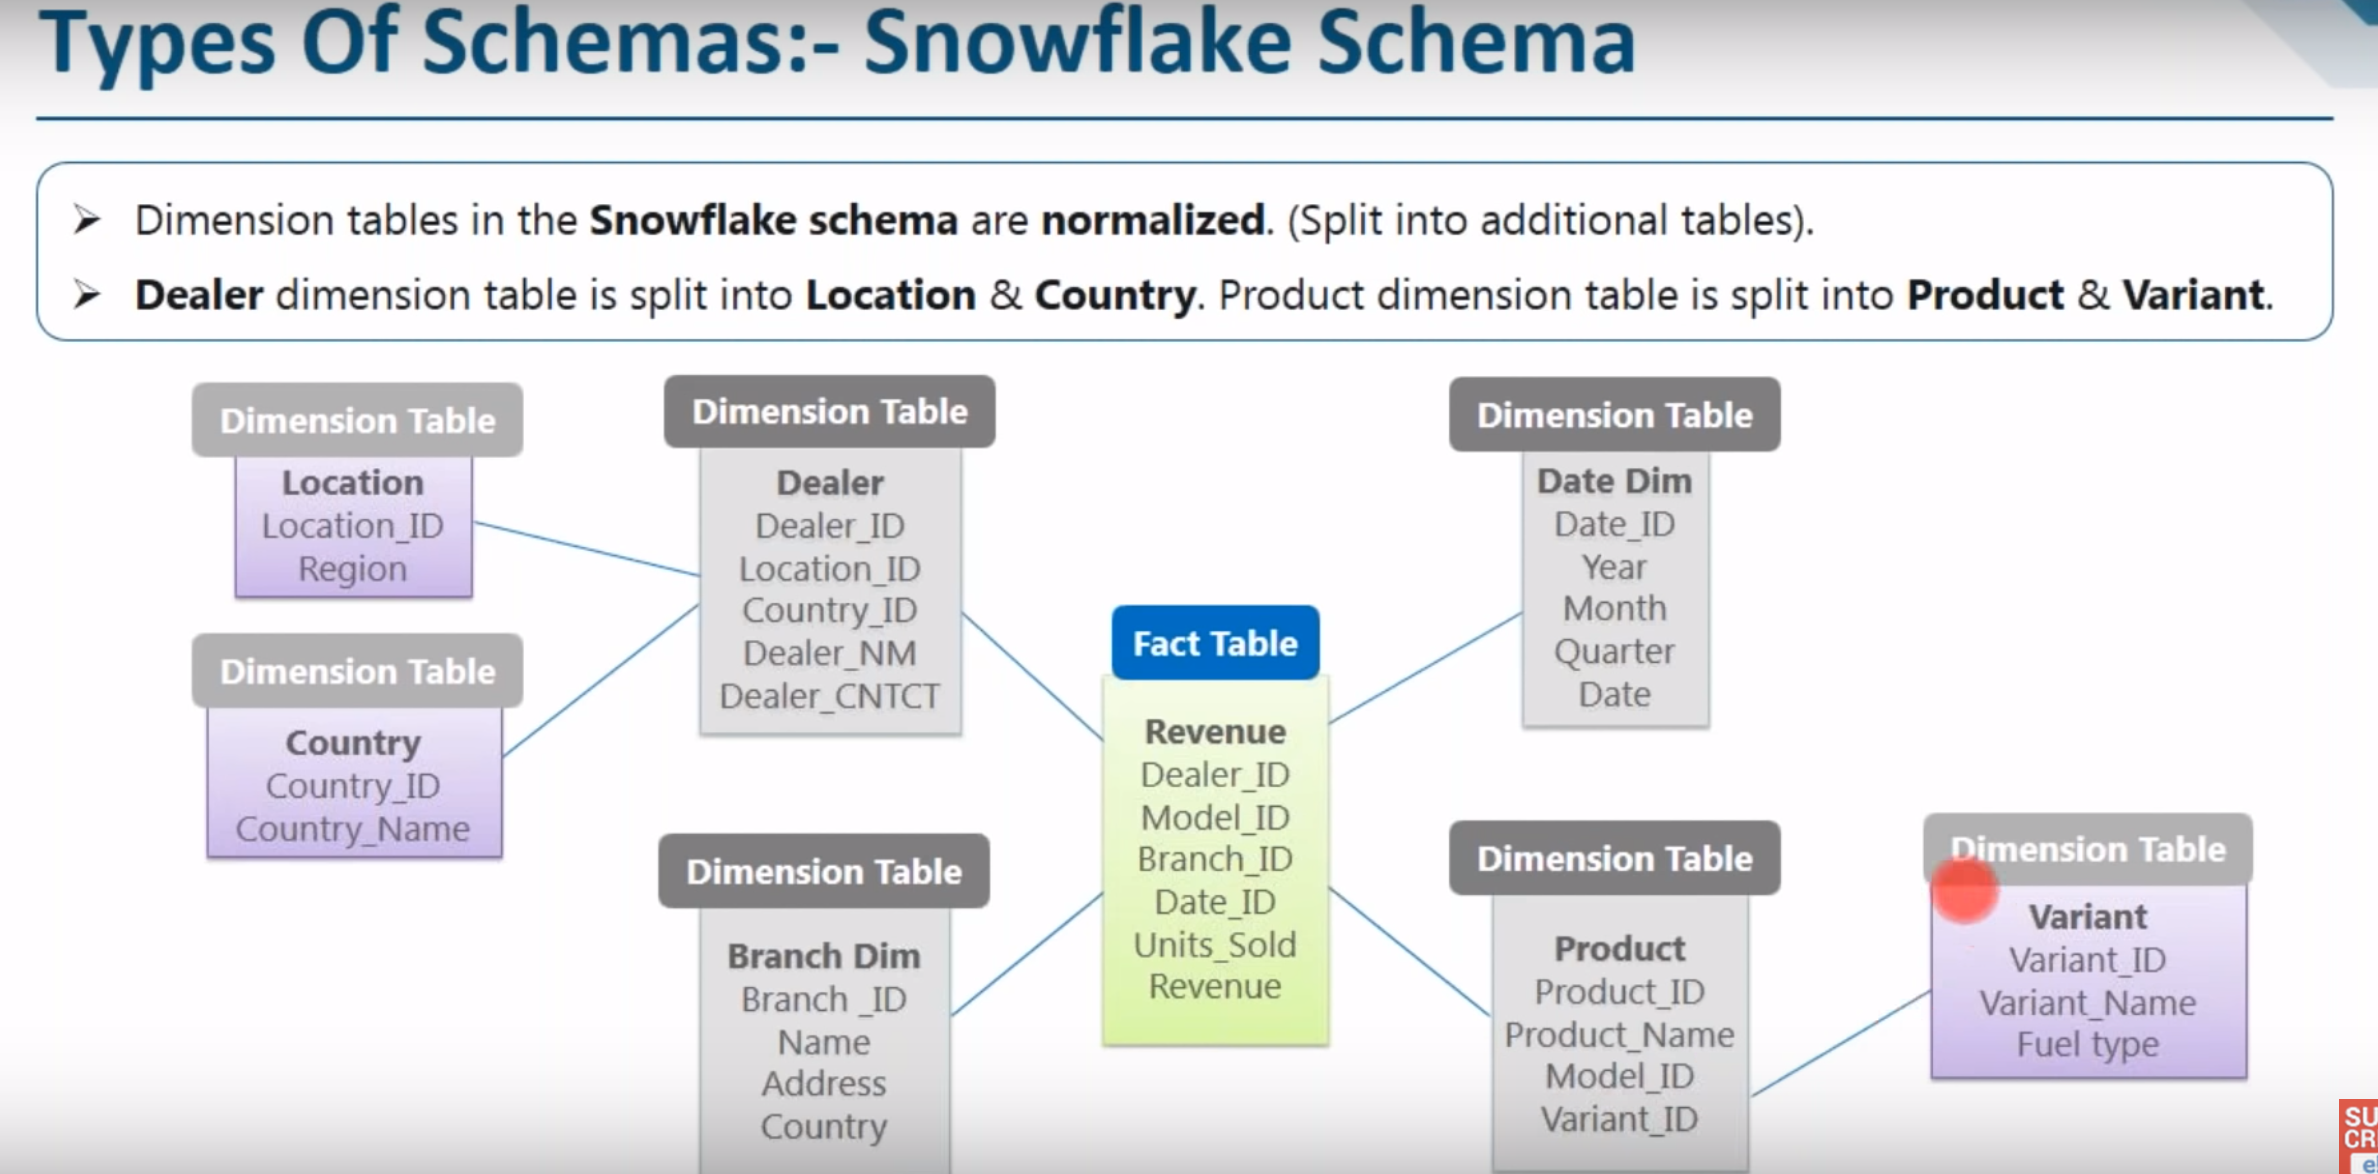 Types Of Schemas:- Snowflake Schema
➢ Dimension tables in the Snowflake schema are normalized. (Split into additional tables).
➢ Dealer dimension table is split into Location & Country. Product dimension table is split into Product & Variant.
Dimension Table
Location
Location_ID
Region
Dimension Table
Country
Country_ID
Country_Name
Dimension Table
Dealer
Dealer_ID
Location_ID
Country_ID
Dealer_NM
Dealer_CNTCT
Dimension Table
Branch Dim
Branch _ID
Name
Address
Country
Fact Table
Revenue
Dealer_ID
Model_ID
Branch_ID
Date_ID
Units_Sold
Revenue
Dimension Table
Date Dim
Date_ID
Year
Month
Quarter
Date
Dimension Table
Product
Product_ID
Product_Name
Model_ID
Variant_ID
Dimension Table
Variant
Variant_ID
Variant_Name
Fuel type
SU
CR